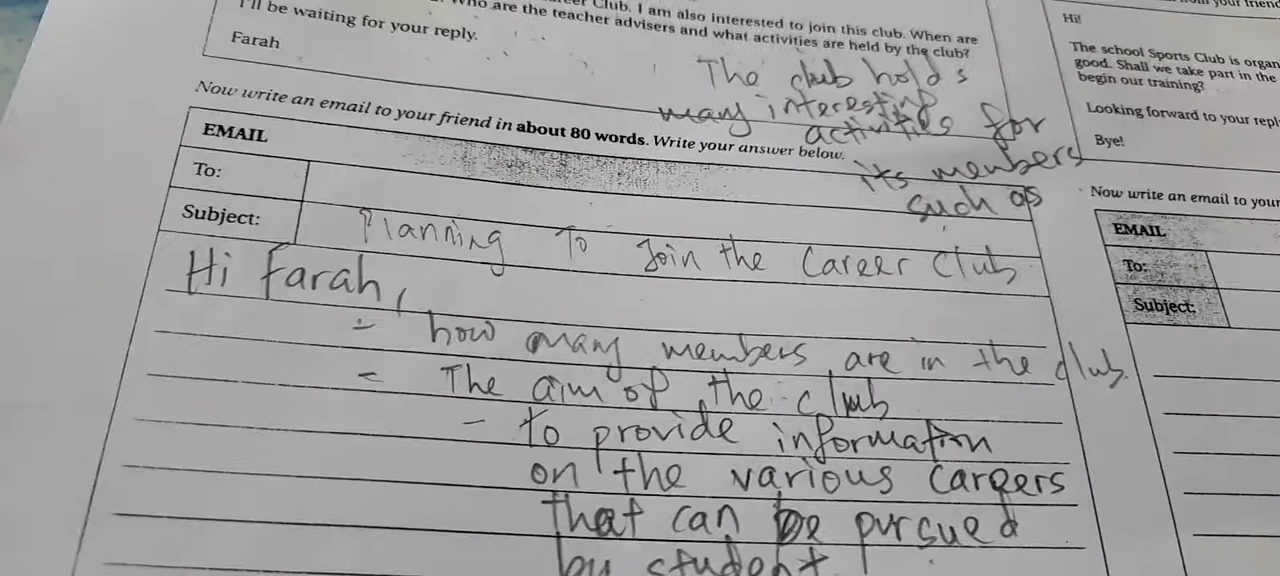 Club. I am also interested to join this club. When are
Who are the teacher advisers and what activities are held by the club?
I'll be waiting for your reply.
Farah
The club holds
many interesting
activities for
its members
such as
Now write an email to your friend in about 80 words. Write your answer below.
EMAIL
To:
Subject: Planning To Join the Career Club
Hi Farah,
- how many members are in the club.
- The aim of the club
- to provide information
on the various careers
that can be pursued
by student
your friend
Hi!
The school Sports Club is organ
good. Shall we take part in the
begin our training?
Looking forward to your repl
Bye!
Now write an email to your
EMAIL
To:
Subject: